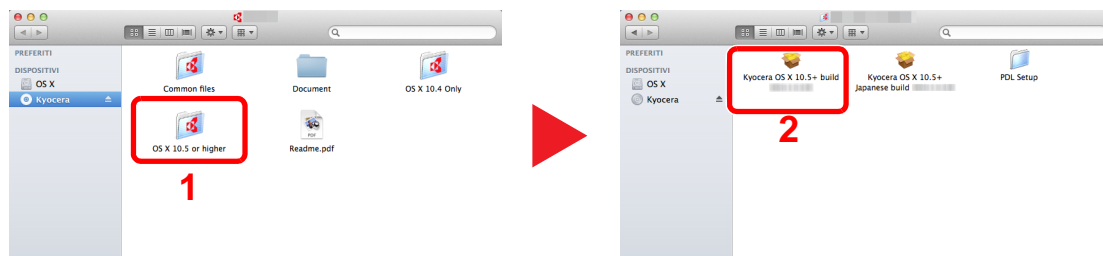 PREFERITI
DISPOSITIVI
OS X
Kyocera
Common files
Document
OS X 10.4 Only
OS X 10.5 or higher
PDF
Readme.pdf
1
PREFERITI
DISPOSITIVI
OS X
Kyocera
Kyocera OS X 10.5+ build
Kyocera OS X 10.5+
Japanese build
PDL Setup
2